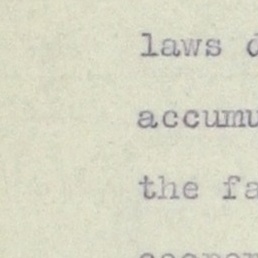 laws d
accumu
the fa